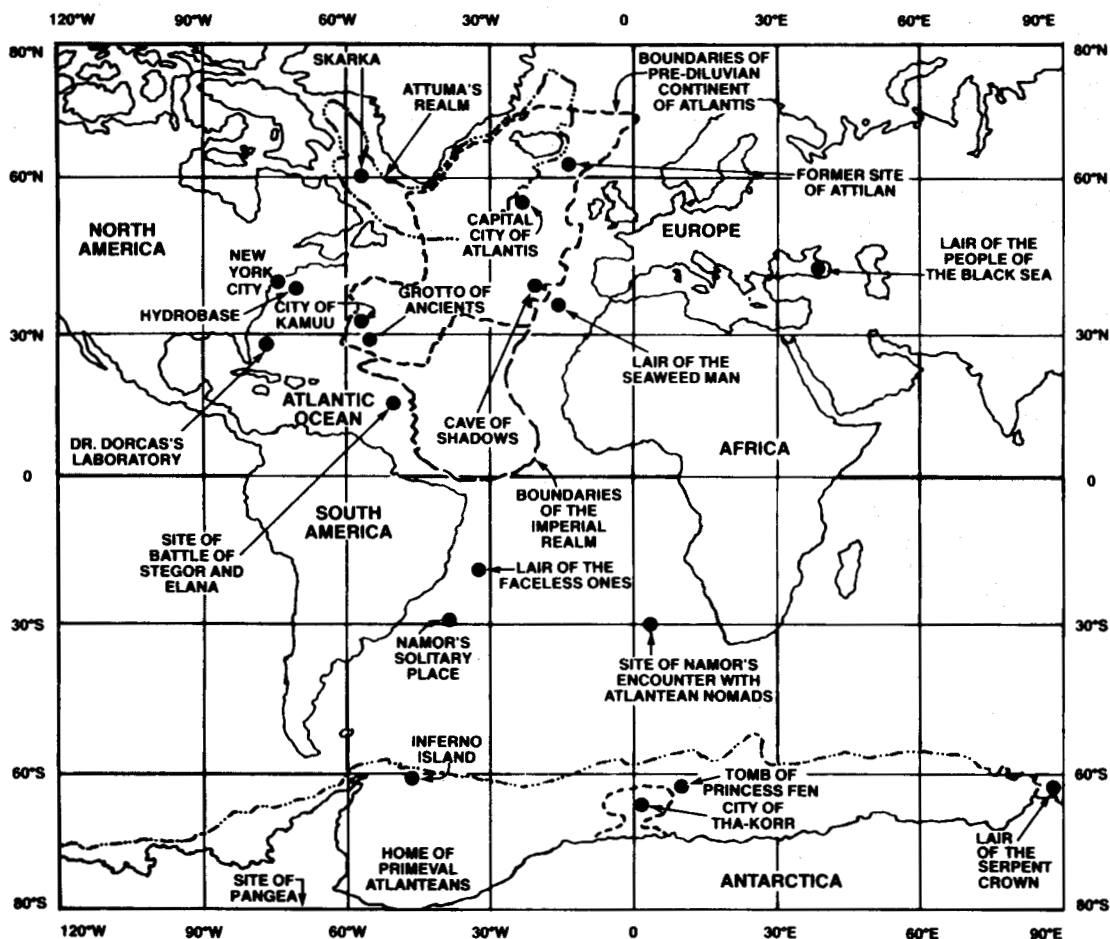 120°W 90°W 60°W 30°W 0 30°E 60°E 90°E
80°N 80°N
SKARKA
ATTUMA'S
REALM
BOUNDARIES OF
PRE-DILUVIAN
CONTINENT
OF ATLANTIS
60°N 60°N
FORMER SITE
OF ATTILAN
NORTH
AMERICA
CAPITAL
CITY OF
ATLANTIS
EUROPE
LAIR OF THE
PEOPLE OF
THE BLACK SEA
NEW
YORK
CITY
HYDROBASE
CITY OF
KAMUU
GROTTO OF
ANCIENTS
30°N 30°N
LAIR OF THE
SEAWEED MAN
ATLANTIC
OCEAN
CAVE OF
SHADOWS
DR. DORCAS'S
LABORATORY
AFRICA
0 0
SOUTH
AMERICA
BOUNDARIES
OF THE
IMPERIAL
REALM
SITE OF
BATTLE OF
STEGOR AND
ELANA
LAIR OF THE
FACELESS ONES
30°S 30°S
NAMOR'S
SOLITARY
PLACE
SITE OF NAMOR'S
ENCOUNTER WITH
ATLANTEAN NOMADS
INFERNO
ISLAND
60°S 60°S
TOMB OF
PRINCESS FEN
CITY OF
THA-KORR
LAIR
OF THE
SERPENT
CROWN
HOME OF
PRIMEVAL
ATLANTEANS
SITE OF
PANGEA
ANTARCTICA
80°S 80°S
120°W 90°W 60°W 30°W 0 30°E 60°E 90°E